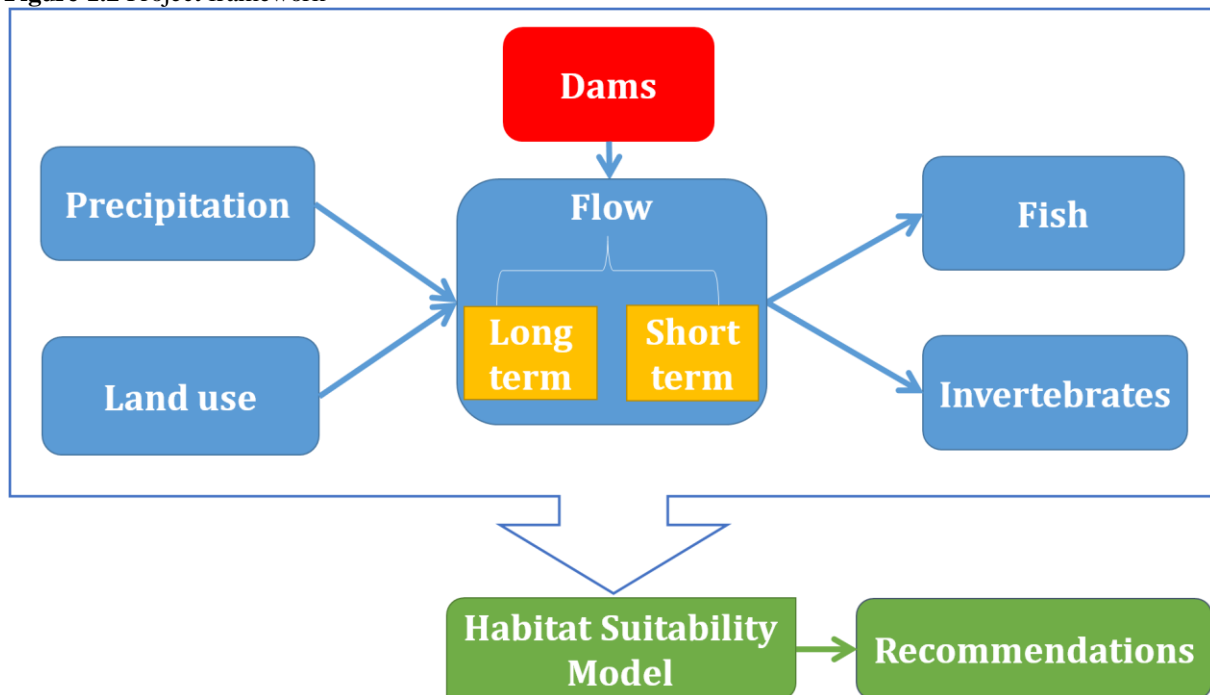 Dams
Precipitation
Flow
Fish
Long
term
Short
term
Land use
Invertebrates
Habitat Suitability
Model
Recommendations